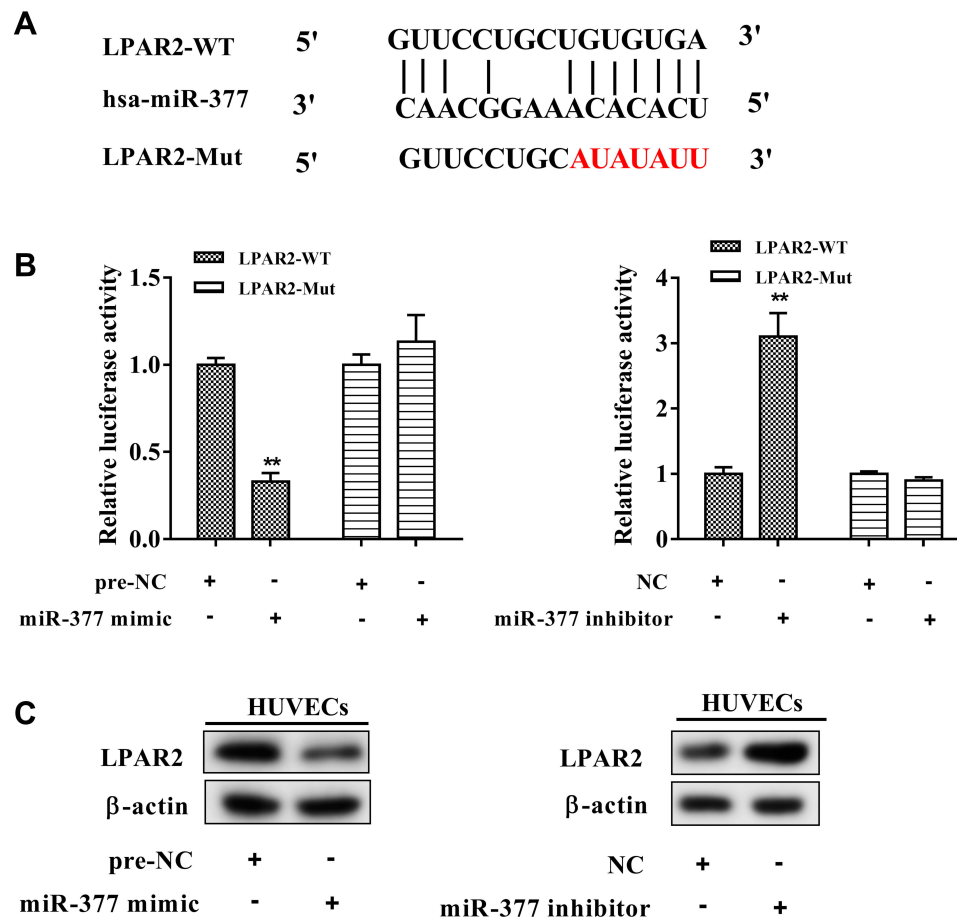 A
LPAR2-WT 5' GUUCCUGCUGUGUGA 3'
hsa-miR-377 3' CAACGGAAACACACU 5'
LPAR2-Mut 5' GUUCCUGCAUAUAUU 3'
B
LPAR2-WT
LPAR2-Mut
Relative luciferase activity
1.5
1.0
0.5
0.0
**
pre-NC + - + -
miR-377 mimic - + - +
LPAR2-WT
LPAR2-Mut
Relative luciferase activity
4
3
2
1
0
**
NC + - + -
miR-377 inhibitor - + - +
C
HUVECs
LPAR2
β-actin
pre-NC + -
miR-377 mimic - +
HUVECs
LPAR2
β-actin
NC + -
miR-377 inhibitor - +